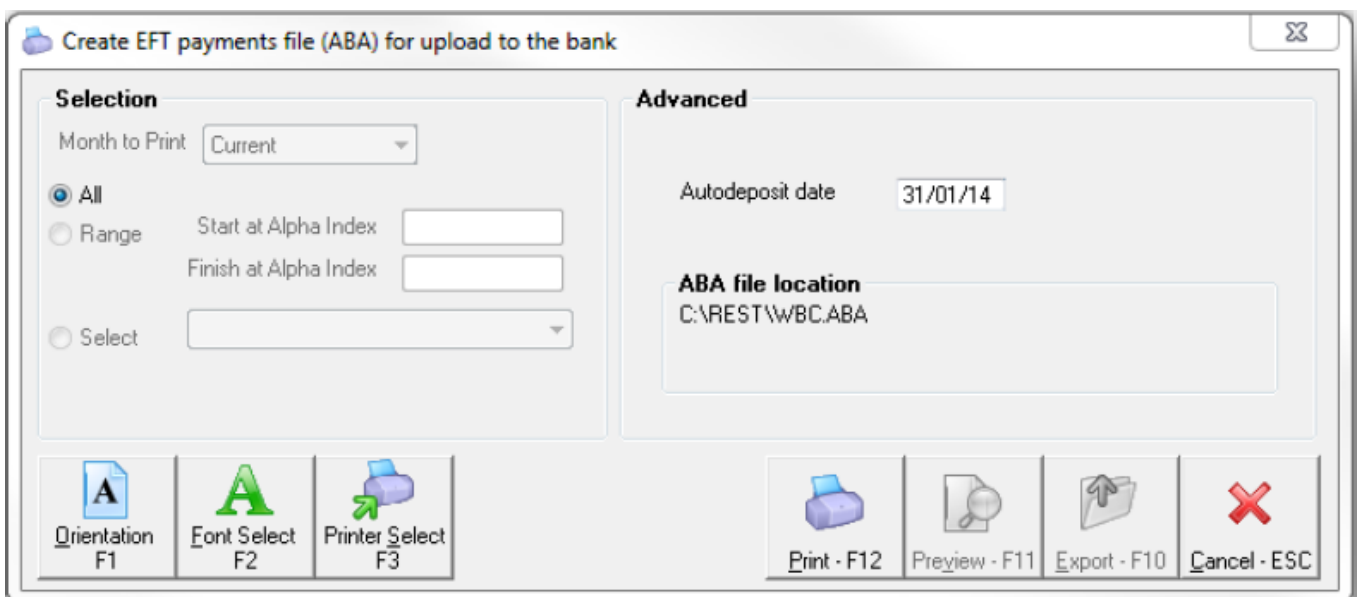 Create EFT payments file (ABA) for upload to the bank
Selection
Month to Print Current
All
Range Start at Alpha Index
Finish at Alpha Index
Select
Advanced
Autodeposit date 31/01/14
ABA file location
C:\REST\WBC.ABA
A
Orientation
F1
A
Font Select
F2
Printer Select
F3
Print - F12
Preview - F11
Export - F10
Cancel - ESC